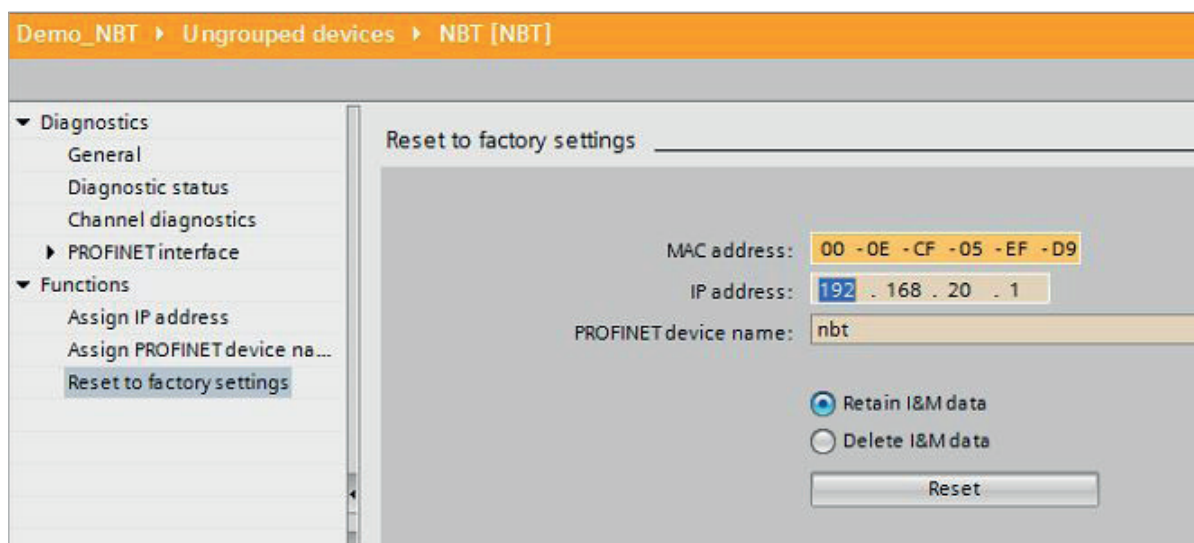 Demo_NBT ▸ Ungrouped devices ▸ NBT [NBT]
Diagnostics
General
Diagnostic status
Channel diagnostics
PROFINET interface
Functions
Assign IP address
Assign PROFINET device na...
Reset to factory settings
Reset to factory settings
MAC address: 00 -0E -CF -05 -EF -D9
IP address: 192 . 168 . 20 . 1
PROFINET device name: nbt
Retain I&M data
Delete I&M data
Reset